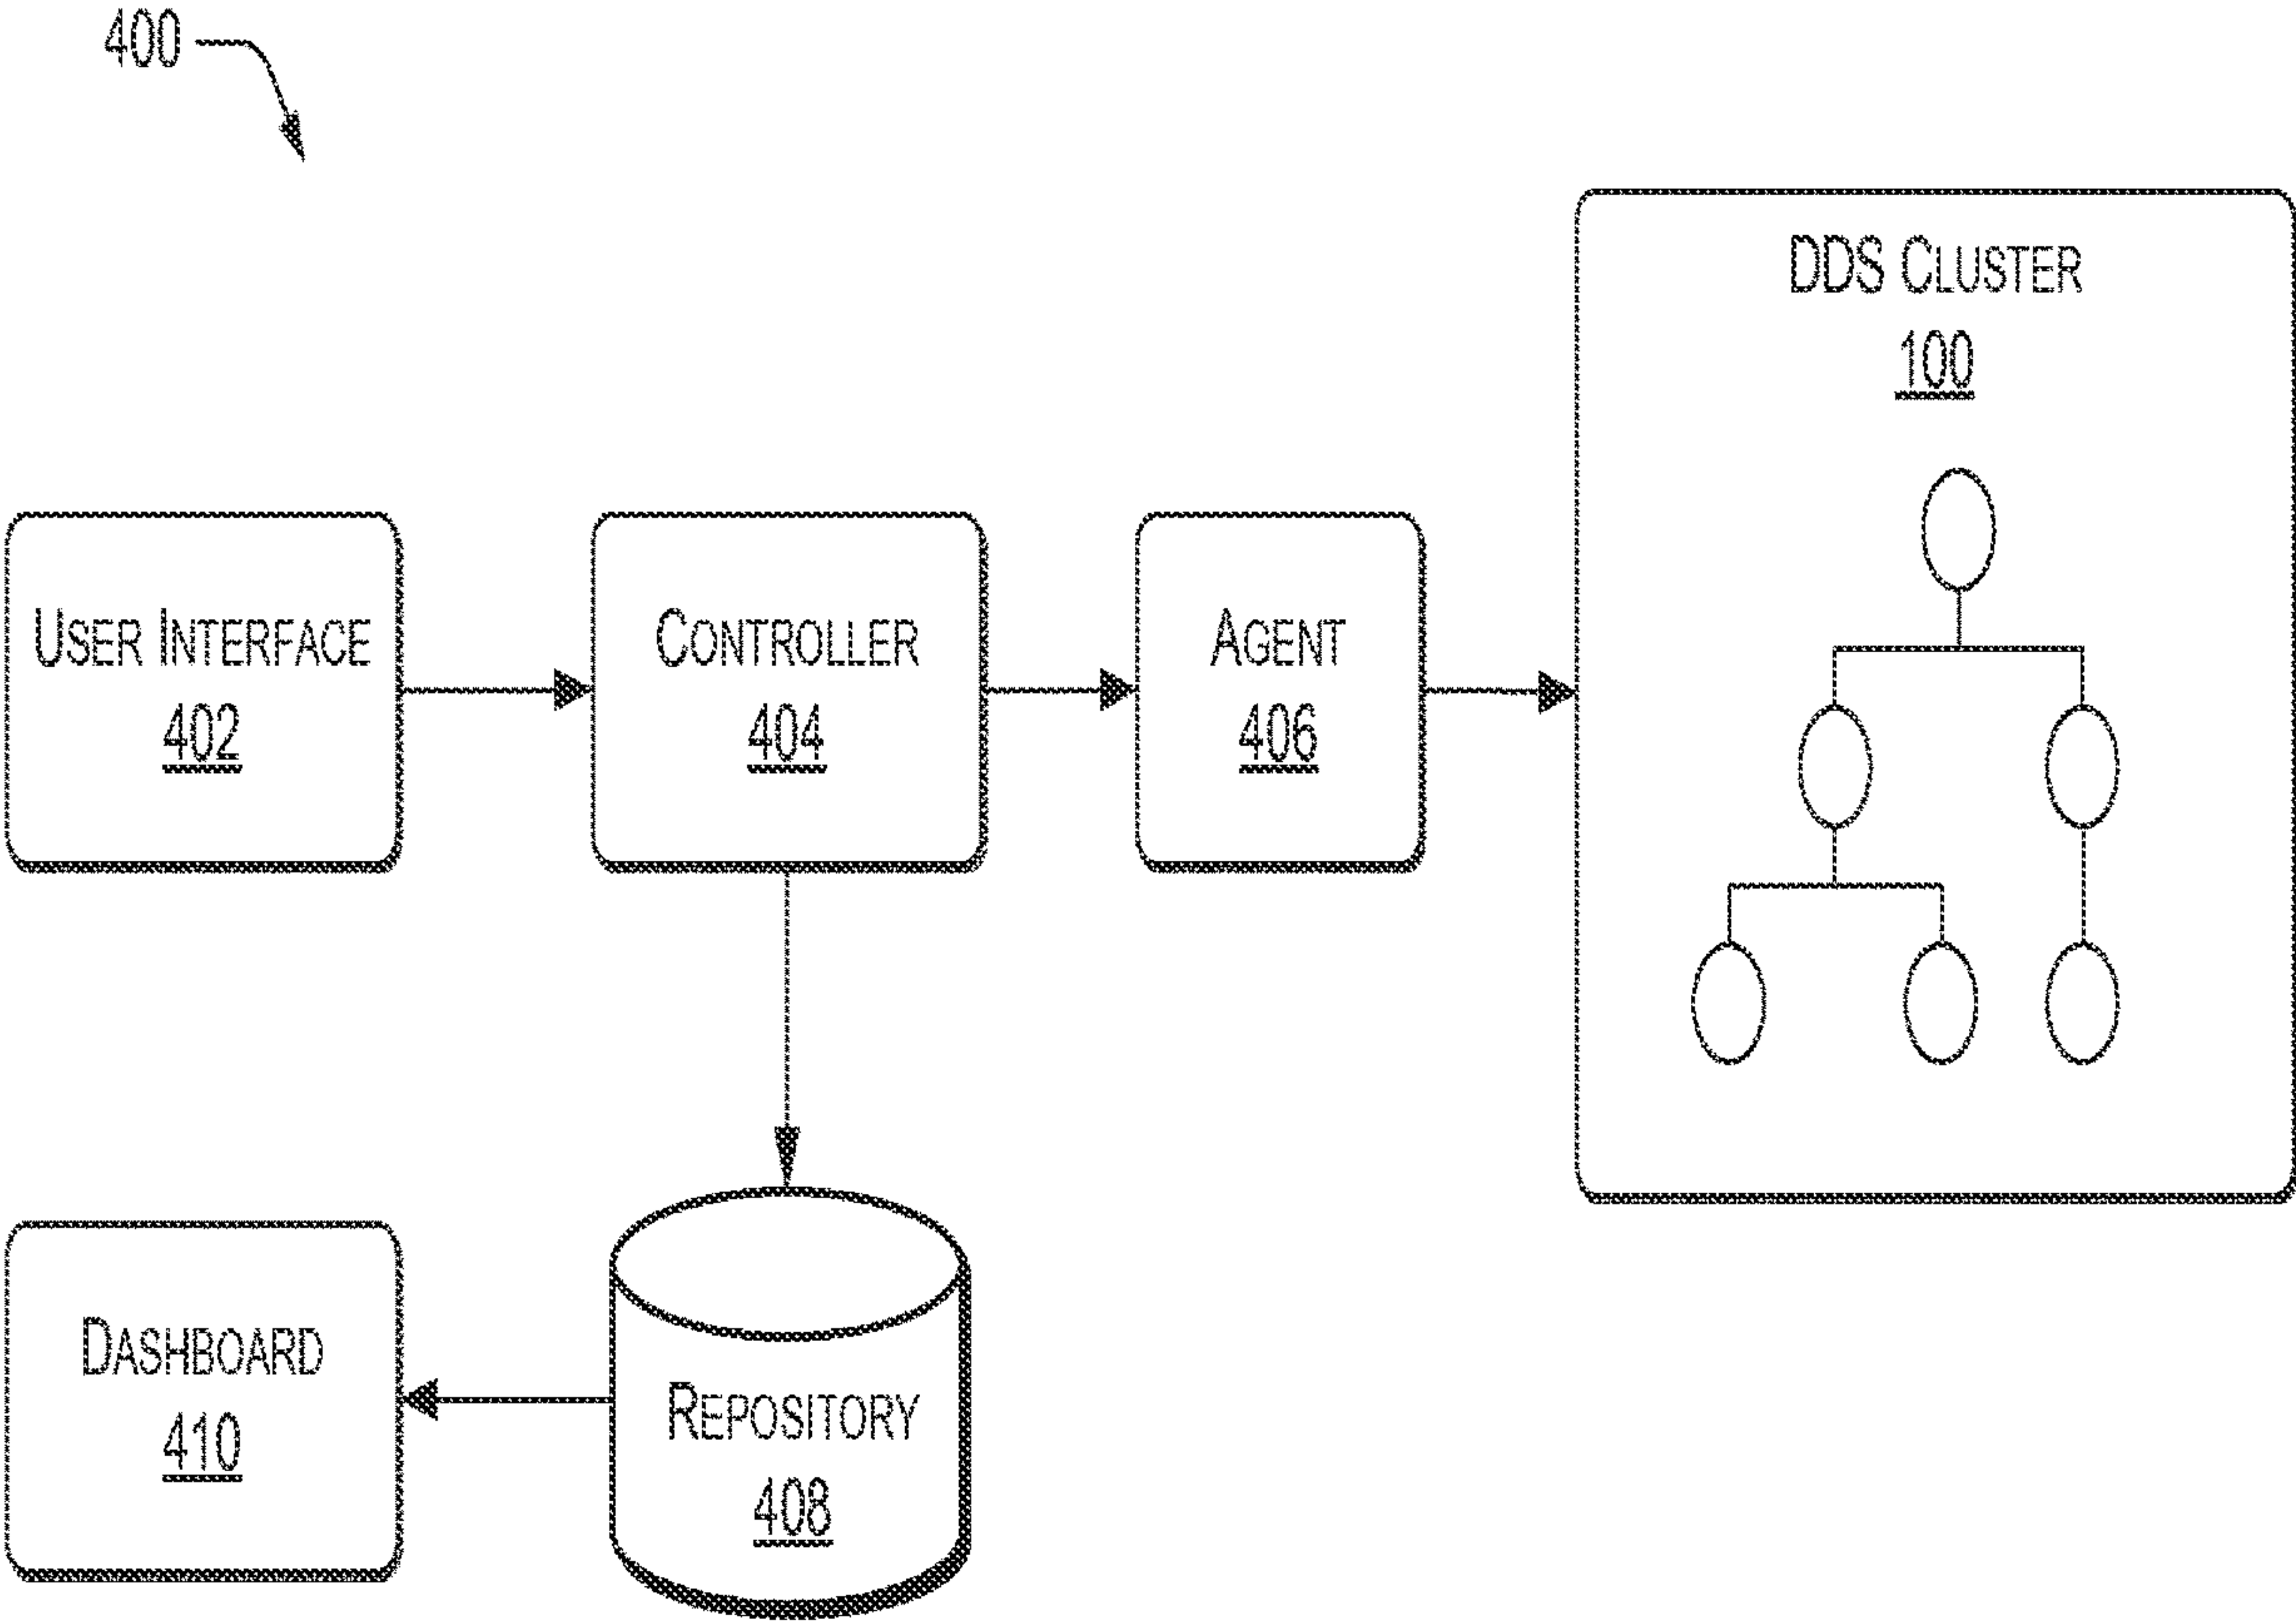 400
DDS CLUSTER
100
USER INTERFACE
402
CONTROLLER
404
AGENT
406
DASHBOARD
410
REPOSITORY
408